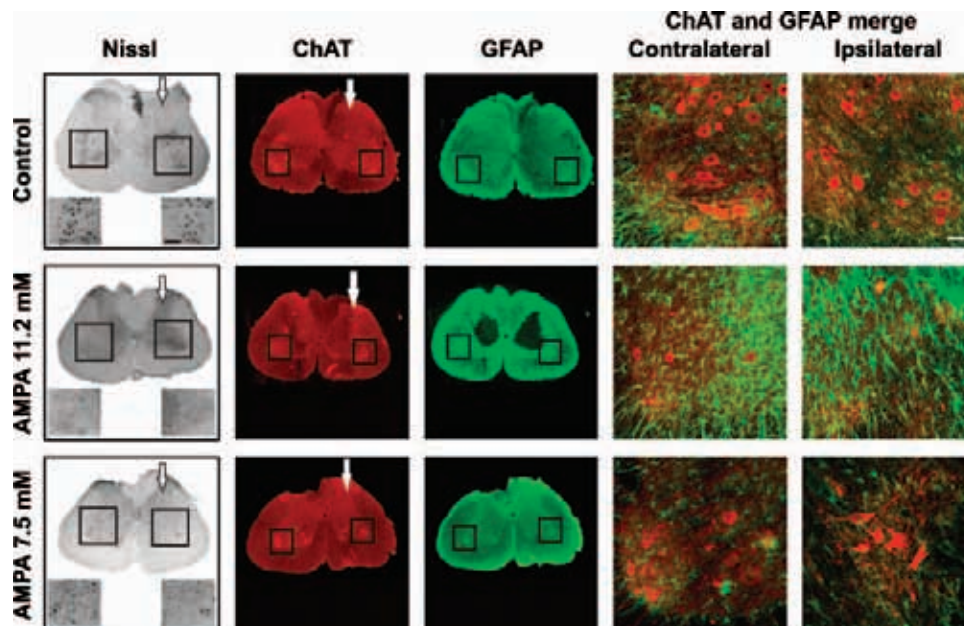 ChAT and GFAP merge
Nissl ChAT GFAP Contralateral Ipsilateral
Control
AMPA 11.2 mM
AMPA 7.5 mM